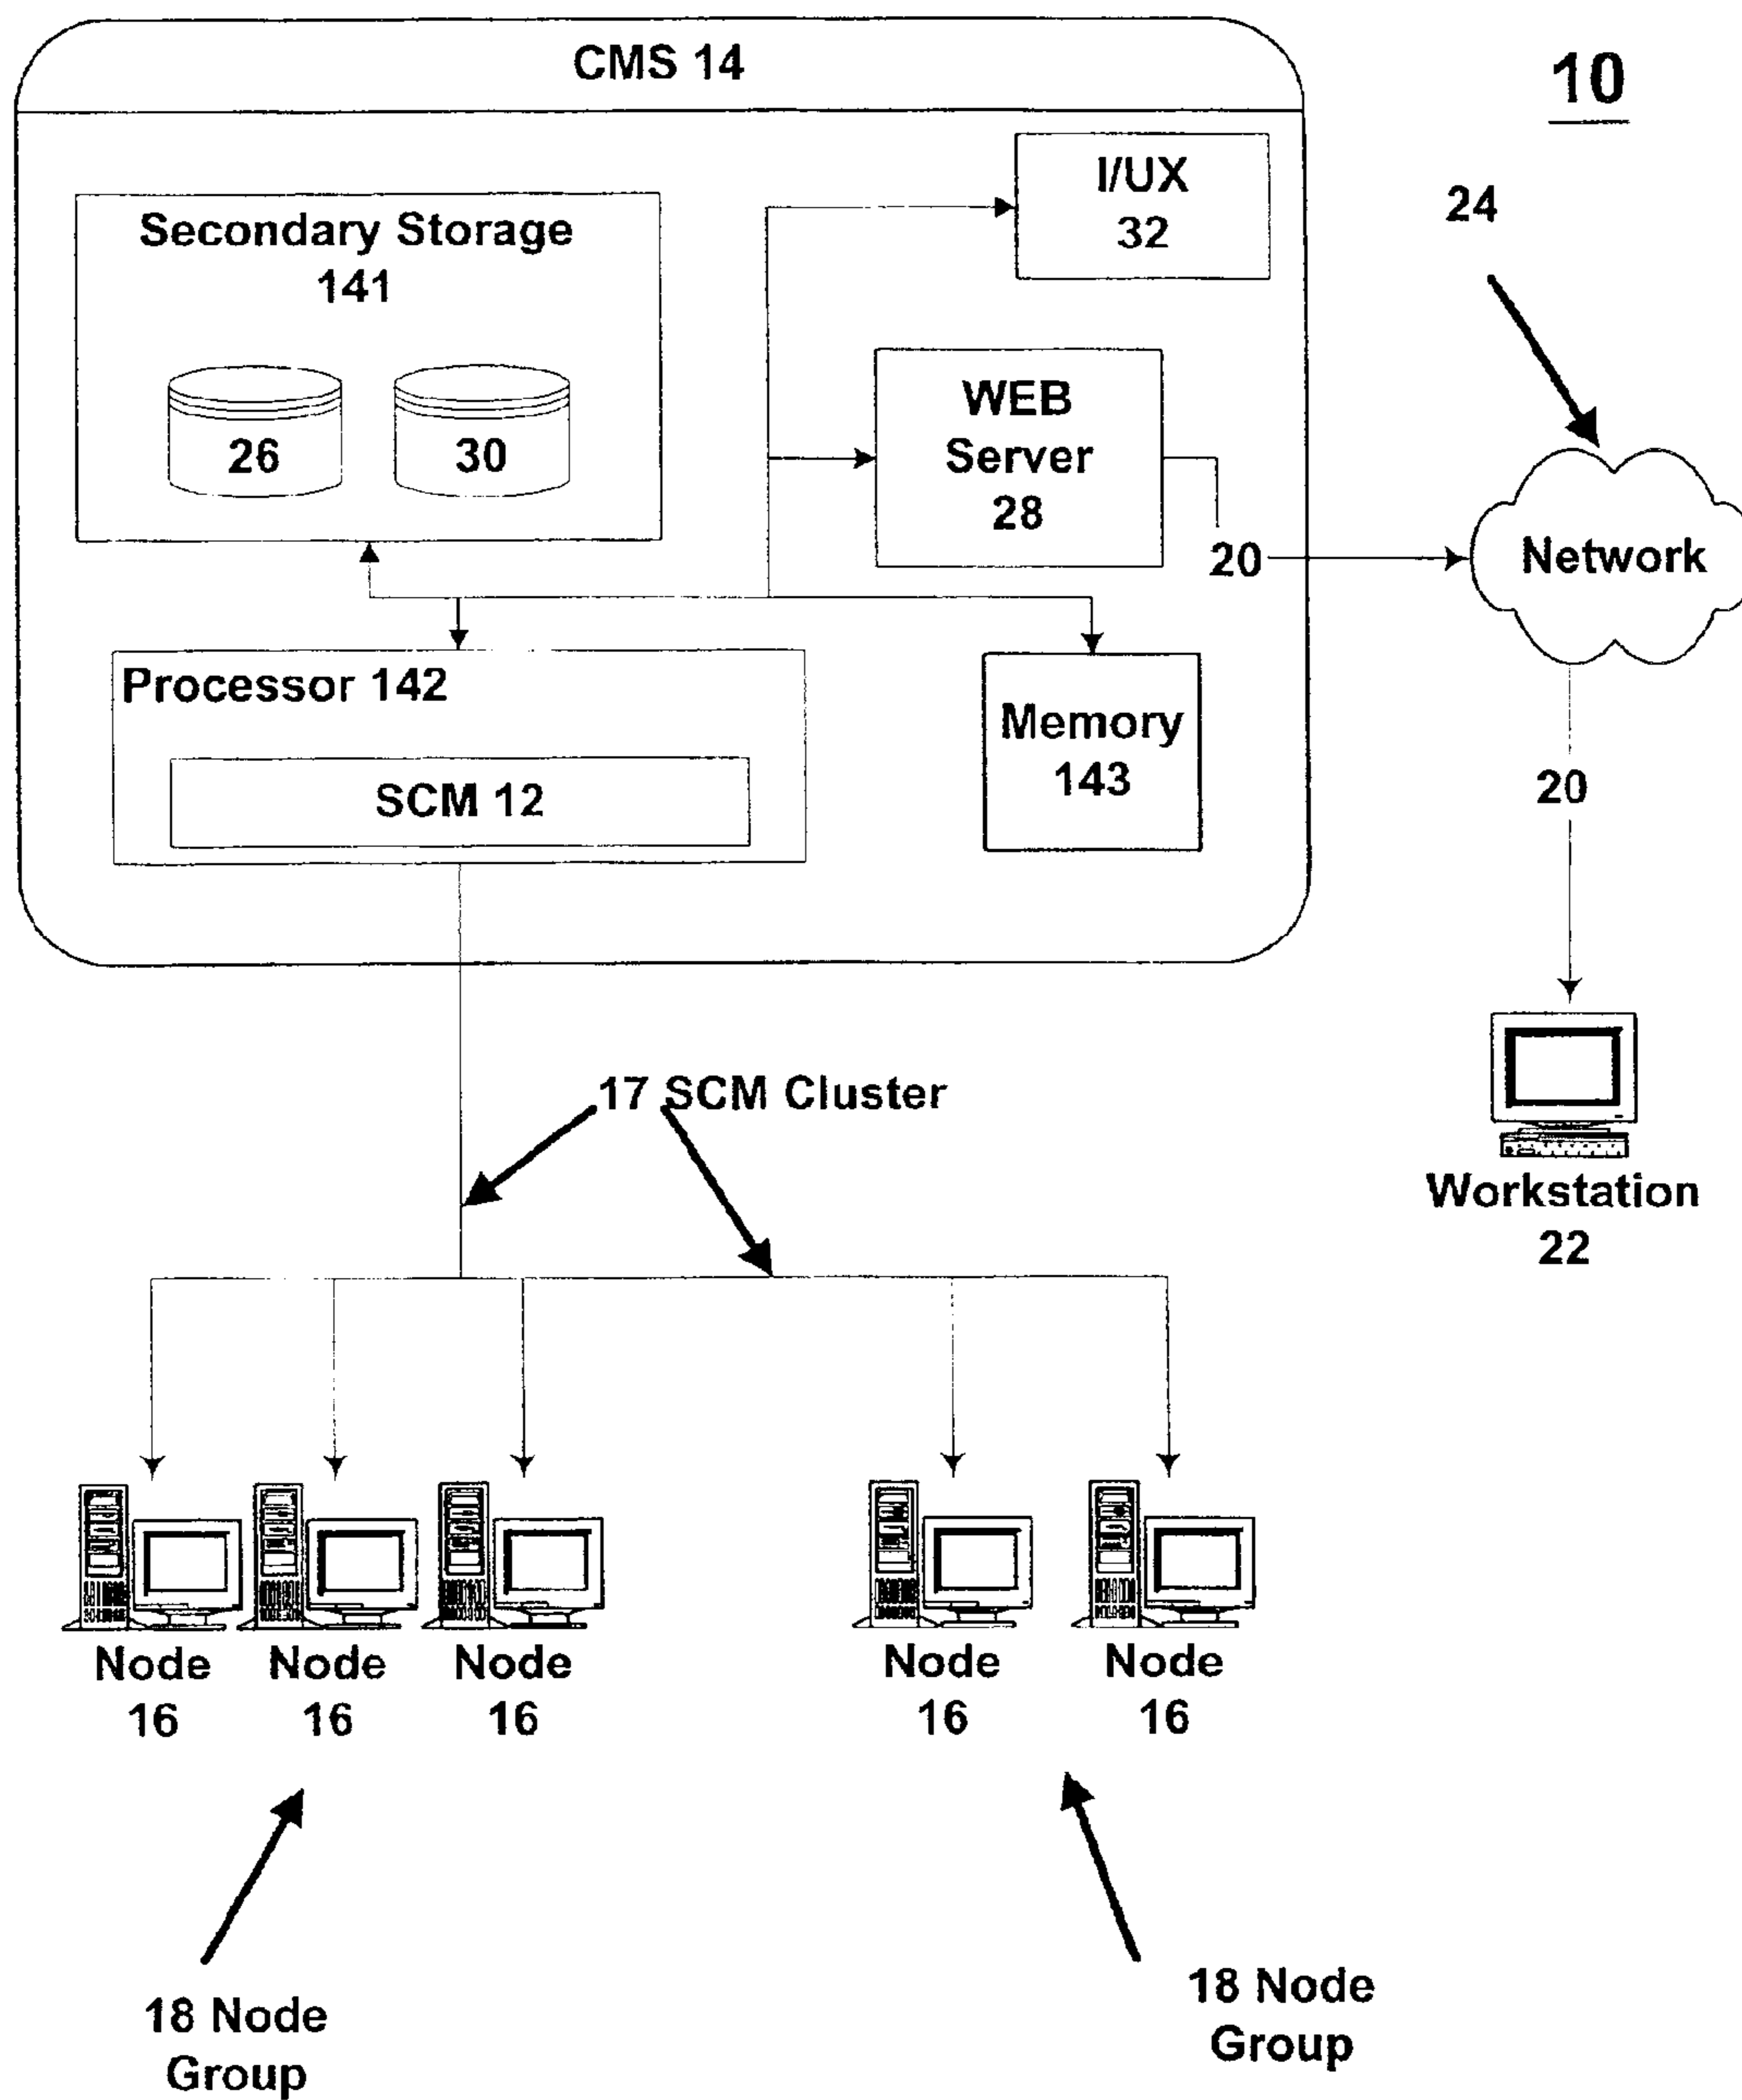 CMS 14
10
I/UX
32
24
Secondary Storage
141
26
30
WEB
Server
28
20
Network
Processor 142
SCM 12
Memory
143
20
17 SCM Cluster
Workstation
22
Node
16
Node
16
Node
16
Node
16
Node
16
18 Node
Group
18 Node
Group